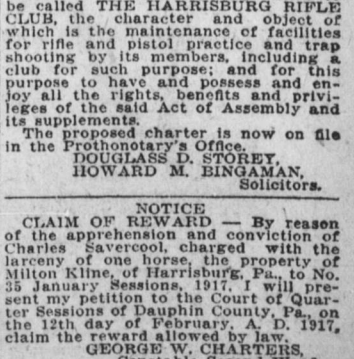 be called THE HARRISBURG RIFLE
CLUB, the character and object of
which is the maintenance of facilities
for rifle and pistol practice and trap
shooting by its members, including a
club for such purpose; and for this
purpose to have and possess and en-
joy all the rights, benefits and privi-
leges of the said Act of Assembly and
its supplements.
The proposed charter is now on file
in the Prothonotary's Office.
DOUGLASS D. STOREY,
HOWARD M. BINGAMAN,
Solicitors.
NOTICE
CLAIM OF REWARD — By reason
of the apprehension and conviction of
Charles Savercool, charged with the
larceny of one horse, the property of
Milton Kline, of Harrisburg, Pa., to No.
35 January Sessions, 1917, I will pre-
sent my petition to the Court of Quar-
ter Sessions of Dauphin County, Pa., on
the 12th day of February, A. D. 1917,
claim the reward allowed by law.
GEORGE W. CHARTERS,